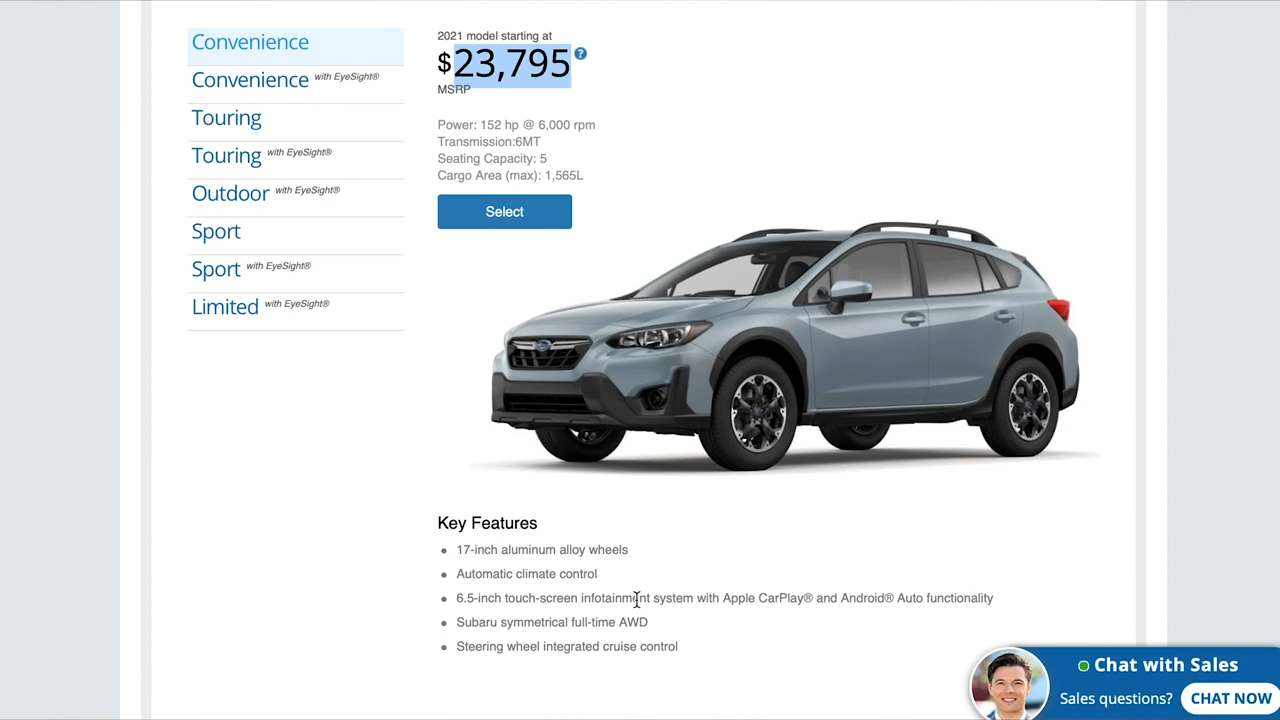 Convenience
Convenience with EyeSight®
Touring
Touring with EyeSight®
Outdoor with EyeSight®
Sport
Sport with EyeSight®
Limited with EyeSight®
2021 model starting at
$23,795 ?
MSRP
Power: 152 hp @ 6,000 rpm
Transmission:6MT
Seating Capacity: 5
Cargo Area (max): 1,565L
Select
Key Features
17-inch aluminum alloy wheels
Automatic climate control
6.5-inch touch-screen infotainment system with Apple CarPlay® and Android® Auto functionality
Subaru symmetrical full-time AWD
Steering wheel integrated cruise control
Chat with Sales
Sales questions? CHAT NOW